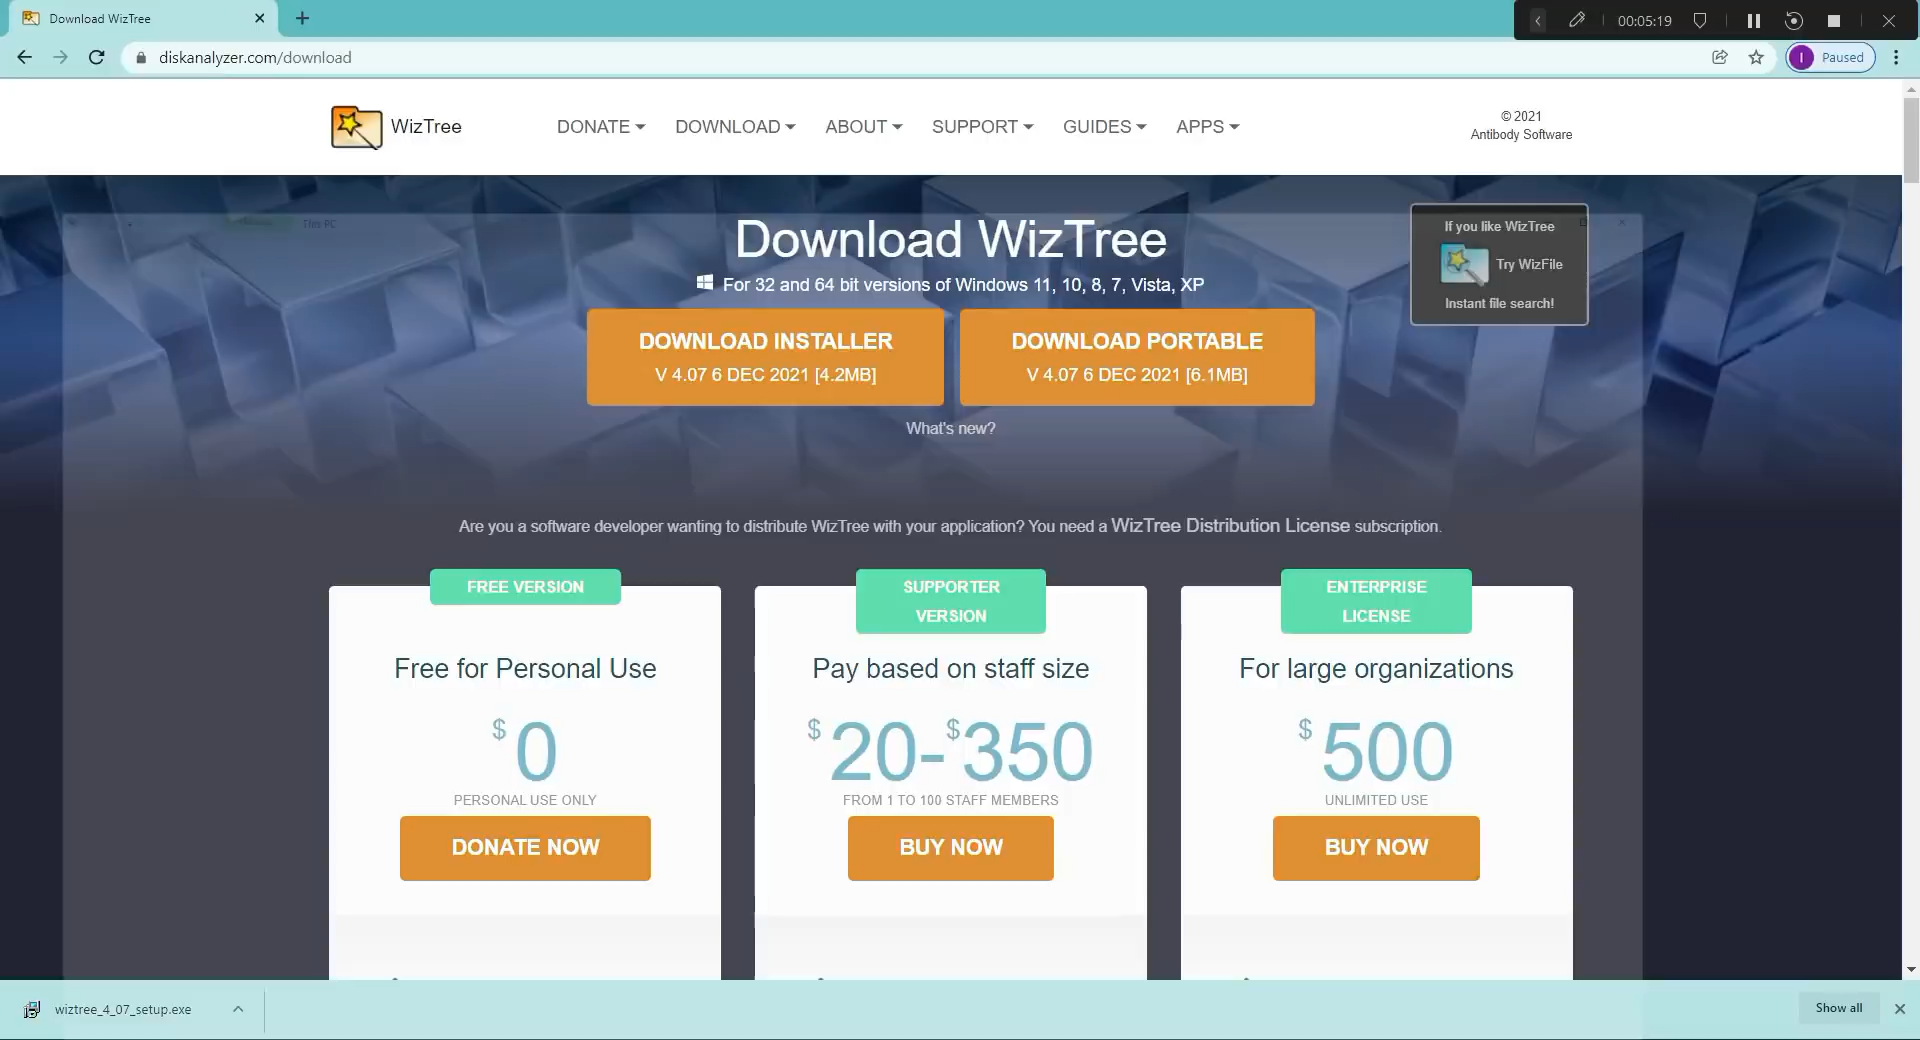 Download WizTree
00:05:19
diskanalyzer.com/download
I
Paused
WizTree
DONATE
DOWNLOAD
ABOUT
SUPPORT
GUIDES
APPS
© 2021
Antibody Software
This PC
Download WizTree
For 32 and 64 bit versions of Windows 11, 10, 8, 7, Vista, XP
If you like WizTree
Try WizFile
Instant file search!
DOWNLOAD INSTALLER
V 4.07 6 DEC 2021 [4.2MB]
DOWNLOAD PORTABLE
V 4.07 6 DEC 2021 [6.1MB]
What's new?
Are you a software developer wanting to distribute WizTree with your application? You need a WizTree Distribution License subscription.
FREE VERSION
Free for Personal Use
$0
PERSONAL USE ONLY
DONATE NOW
SUPPORTER
VERSION
Pay based on staff size
$20-$350
FROM 1 TO 100 STAFF MEMBERS
BUY NOW
ENTERPRISE
LICENSE
For large organizations
$500
UNLIMITED USE
BUY NOW
wiztree_4_07_setup.exe
Show all